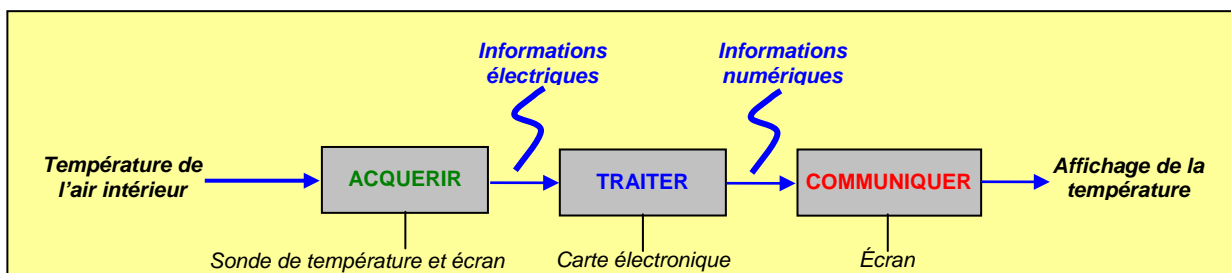 Informations
électriques
Informations
numériques
Température de
l'air intérieur
ACQUERIR
TRAITER
COMMUNIQUER
Affichage de la
température
Sonde de température et écran
Carte électronique
Écran